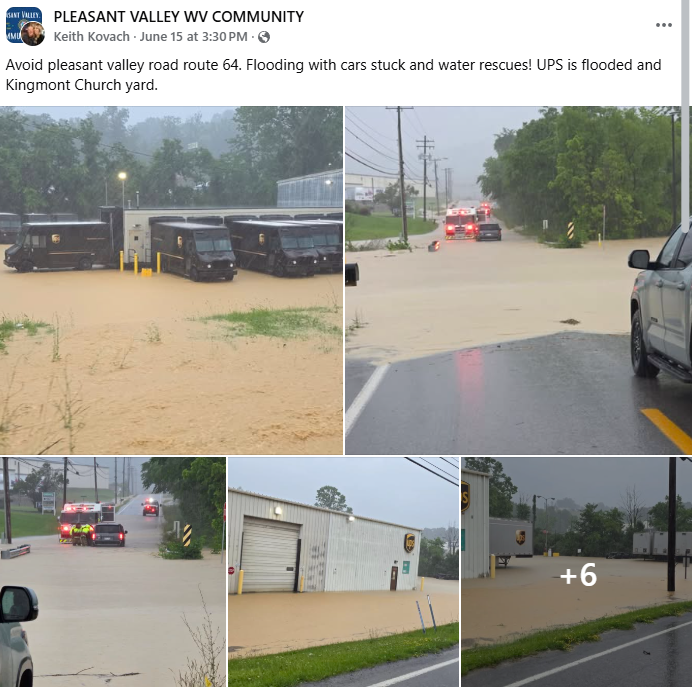 PLEASANT VALLEY WV COMMUNITY
Keith Kovach · June 15 at 3:30 PM ·
Avoid pleasant valley road route 64. Flooding with cars stuck and water rescues! UPS is flooded and
Kingmont Church yard.
ups
+6